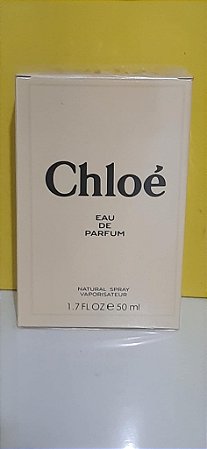 Chloé
EAU
DE
PARFUM
NATURAL SPRAY
VAPORISATEUR
1.7 FL OZ e 50 ml